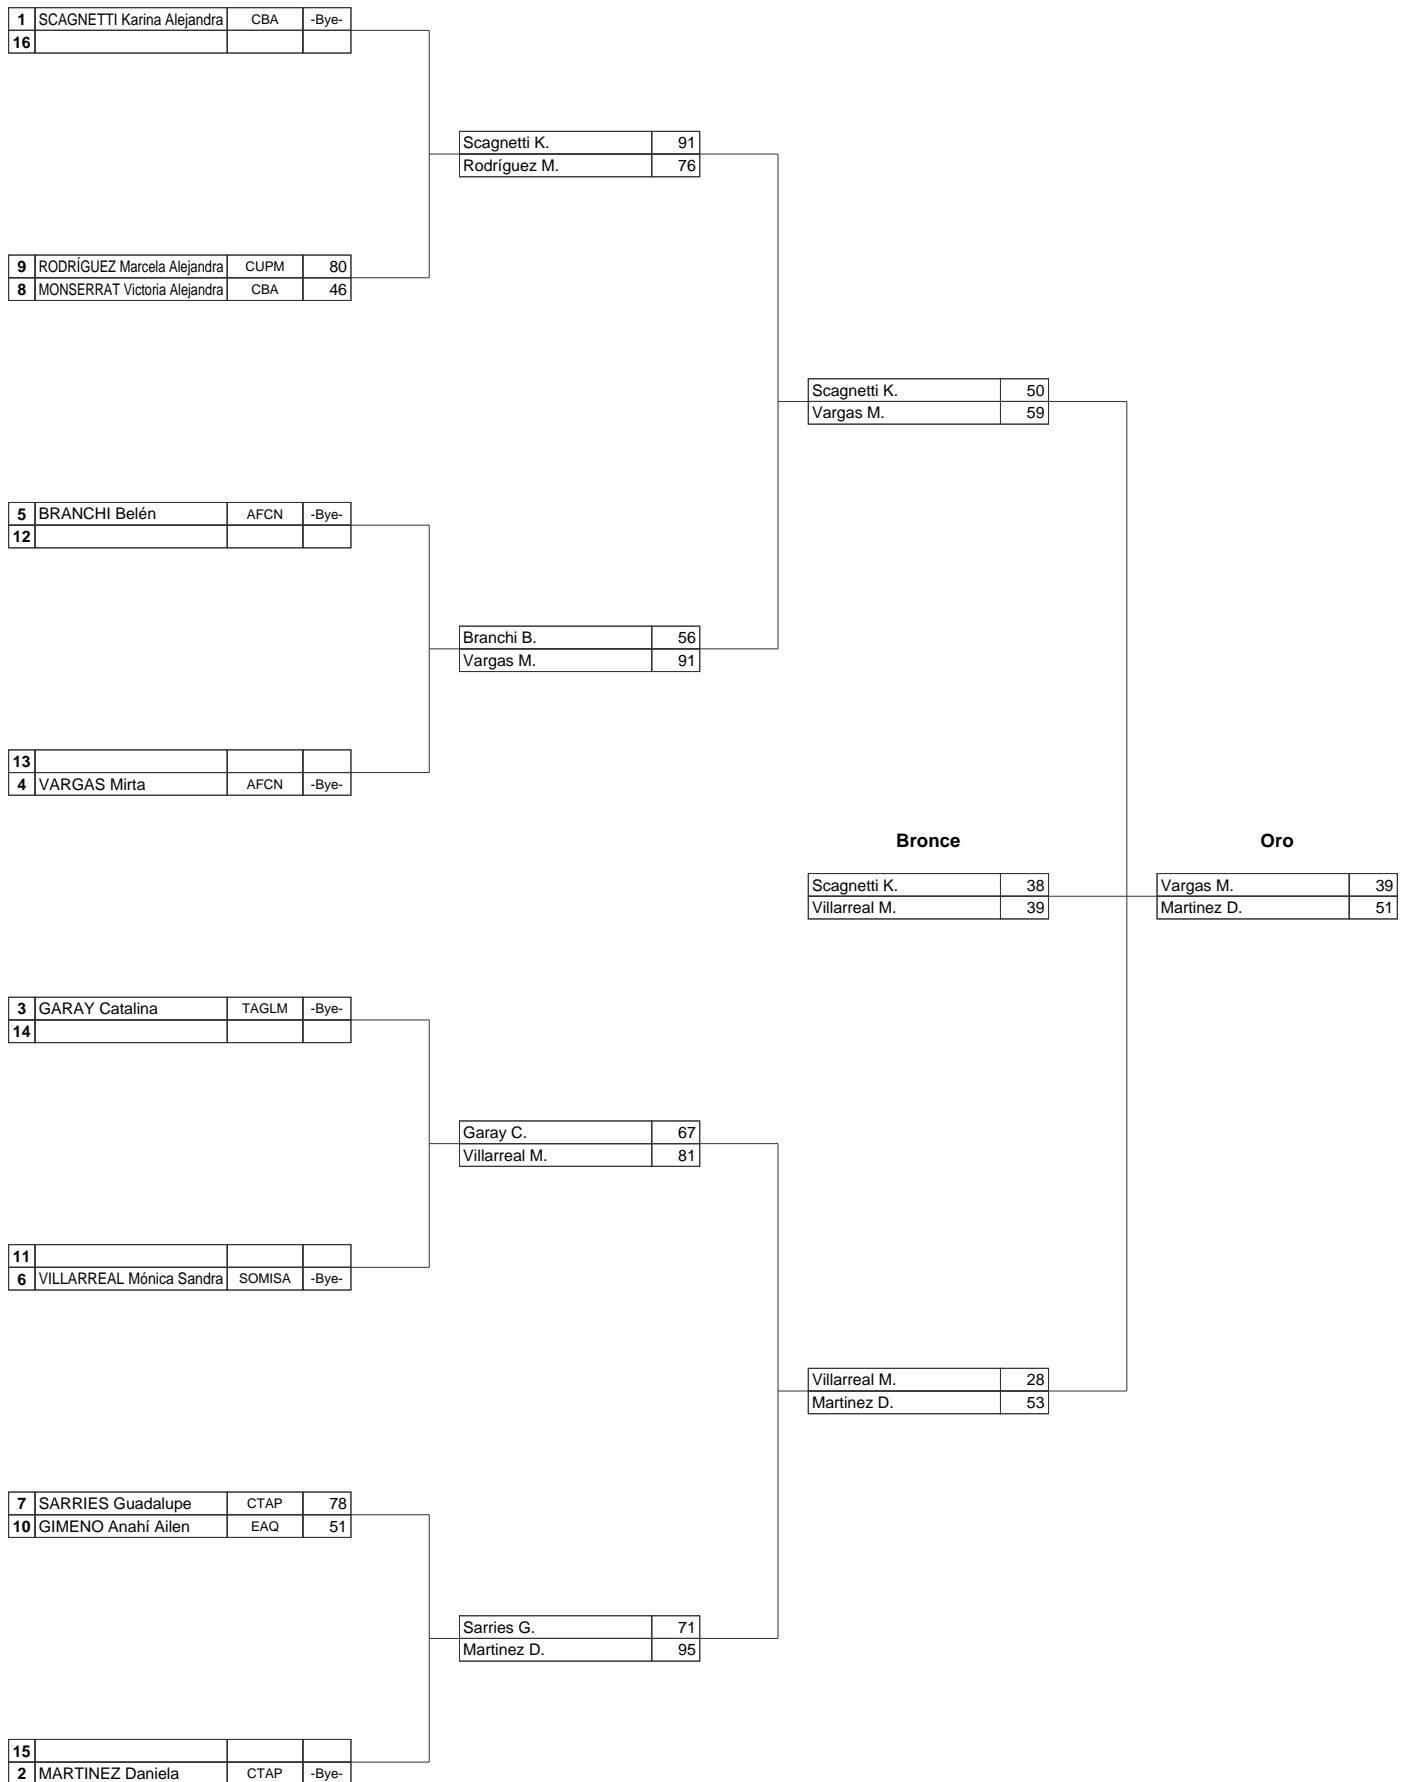 1 SCAGNETTI Karina Alejandra CBA -Bye-
16
Scagnetti K. 91
Rodríguez M. 76
9 RODRÍGUEZ Marcela Alejandra CUPM 80
8 MONSERRAT Victoria Alejandra CBA 46
Scagnetti K. 50
Vargas M. 59
5 BRANCHI Belén AFCN -Bye-
12
Branchi B. 56
Vargas M. 91
13
4 VARGAS Mirta AFCN -Bye-
Bronce Oro
Scagnetti K. 38 Vargas M. 39
Villarreal M. 39 Martinez D. 51
3 GARAY Catalina TAGLM -Bye-
14
Garay C. 67
Villarreal M. 81
11
6 VILLARREAL Mónica Sandra SOMISA -Bye-
Villarreal M. 28
Martinez D. 53
7 SARRIES Guadalupe CTAP 78
10 GIMENO Anahí Ailen EAQ 51
Sarries G. 71
Martinez D. 95
15
2 MARTINEZ Daniela CTAP -Bye-